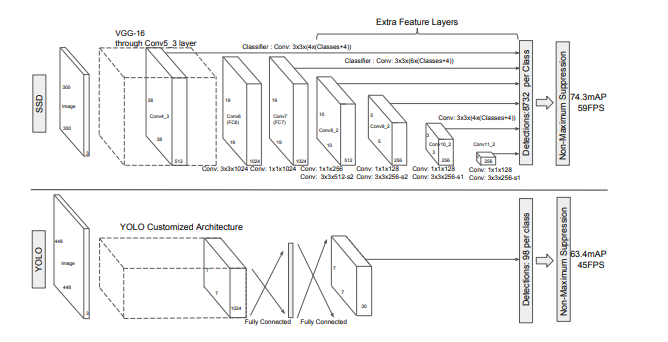 Extra Feature Layers
VGG-16
through Conv5_3 layer
Classifier : Conv: 3x3x(4x(Classes+4))
Classifier : Conv: 3x3x(6x(Classes+4))
SSD
300
Image
300
3
38
Conv4_3
38
512
19
Conv6
(FC6)
19
1024
19
Conv7
(FC7)
19
1024
10
Conv8_2
10
512
5
Conv9_2
5
256
Conv: 3x3x(4x(Classes+4))
3
Conv10_2
3
256
Conv11_2
256
Detections:8732 per Class
Non-Maximum Suppression
74.3mAP
59FPS
Conv: 3x3x1024
Conv: 1x1x1024
Conv: 1x1x256
Conv: 3x3x512-s2
Conv: 1x1x128
Conv: 3x3x256-s2
Conv: 1x1x128
Conv: 3x3x256-s1
Conv: 1x1x128
Conv: 3x3x256-s1
YOLO
448
Image
448
3
YOLO Customized Architecture
7
7
1024
Fully Connected
Fully Connected
7
7
30
Detections: 98 per class
Non-Maximum Suppression
63.4mAP
45FPS